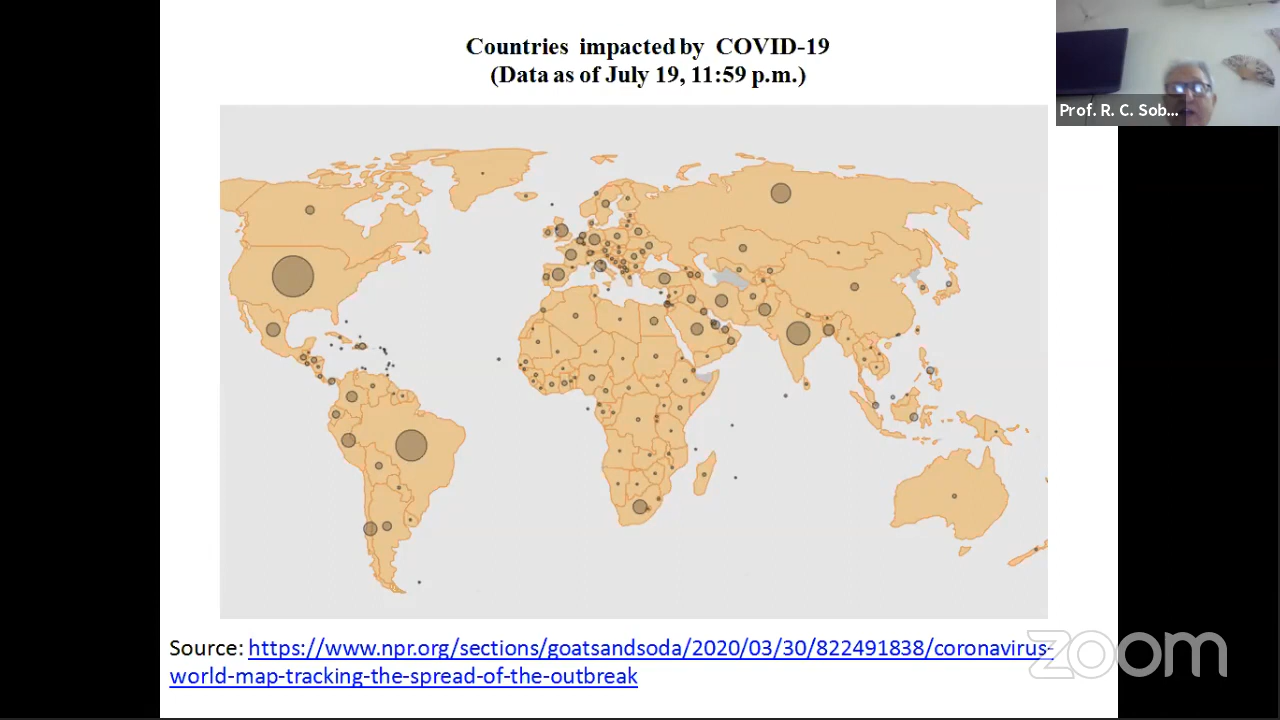 Countries impacted by COVID-19
(Data as of July 19, 11:59 p.m.)
Prof. R. C. Sob...
Source: https://www.npr.org/sections/goatsandsoda/2020/03/30/822491838/coronavirus-
world-map-tracking-the-spread-of-the-outbreak
zoom